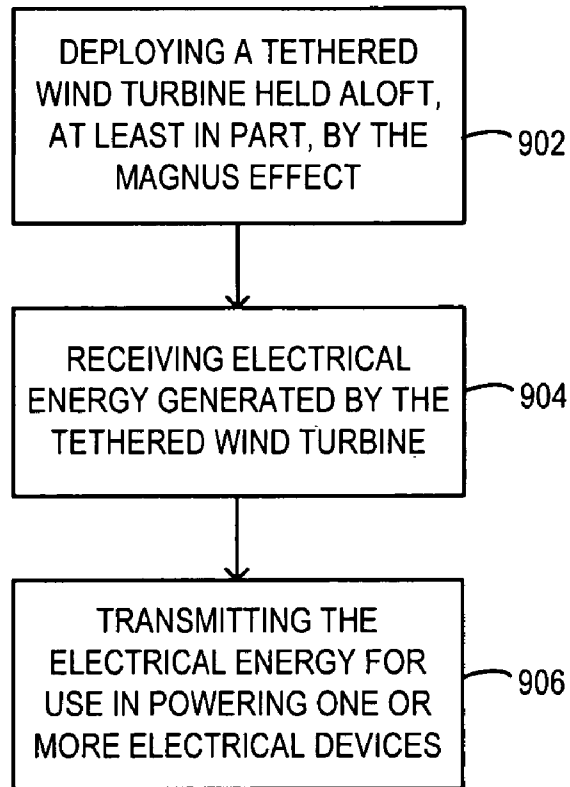 DEPLOYING A TETHERED
WIND TURBINE HELD ALOFT,
AT LEAST IN PART, BY THE
MAGNUS EFFECT
902
RECEIVING ELECTRICAL
ENERGY GENERATED BY THE
TETHERED WIND TURBINE
904
TRANSMITTING THE
ELECTRICAL ENERGY FOR
USE IN POWERING ONE OR
MORE ELECTRICAL DEVICES
906